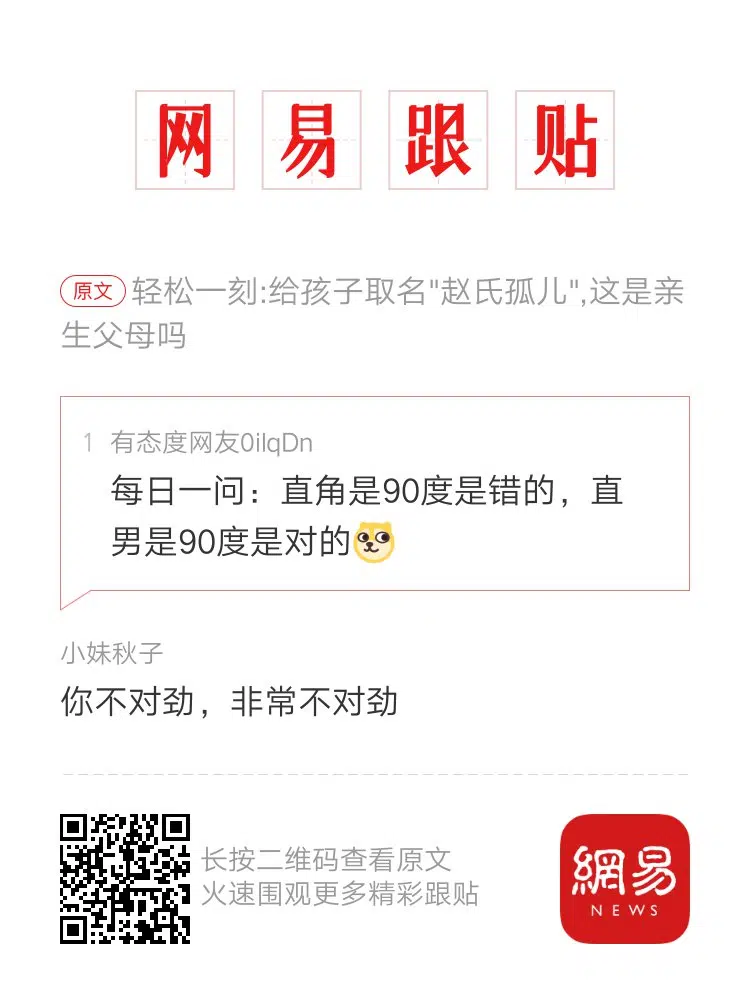 网易跟贴
原文 轻松一刻:给孩子取名"赵氏孤儿",这是亲
生父母吗
1 有态度网友0ilqDn
每日一问：直角是90度是错的，直
男是90度是对的
小妹秋子
你不对劲，非常不对劲
长按二维码查看原文
火速围观更多精彩跟贴
網易
NEWS